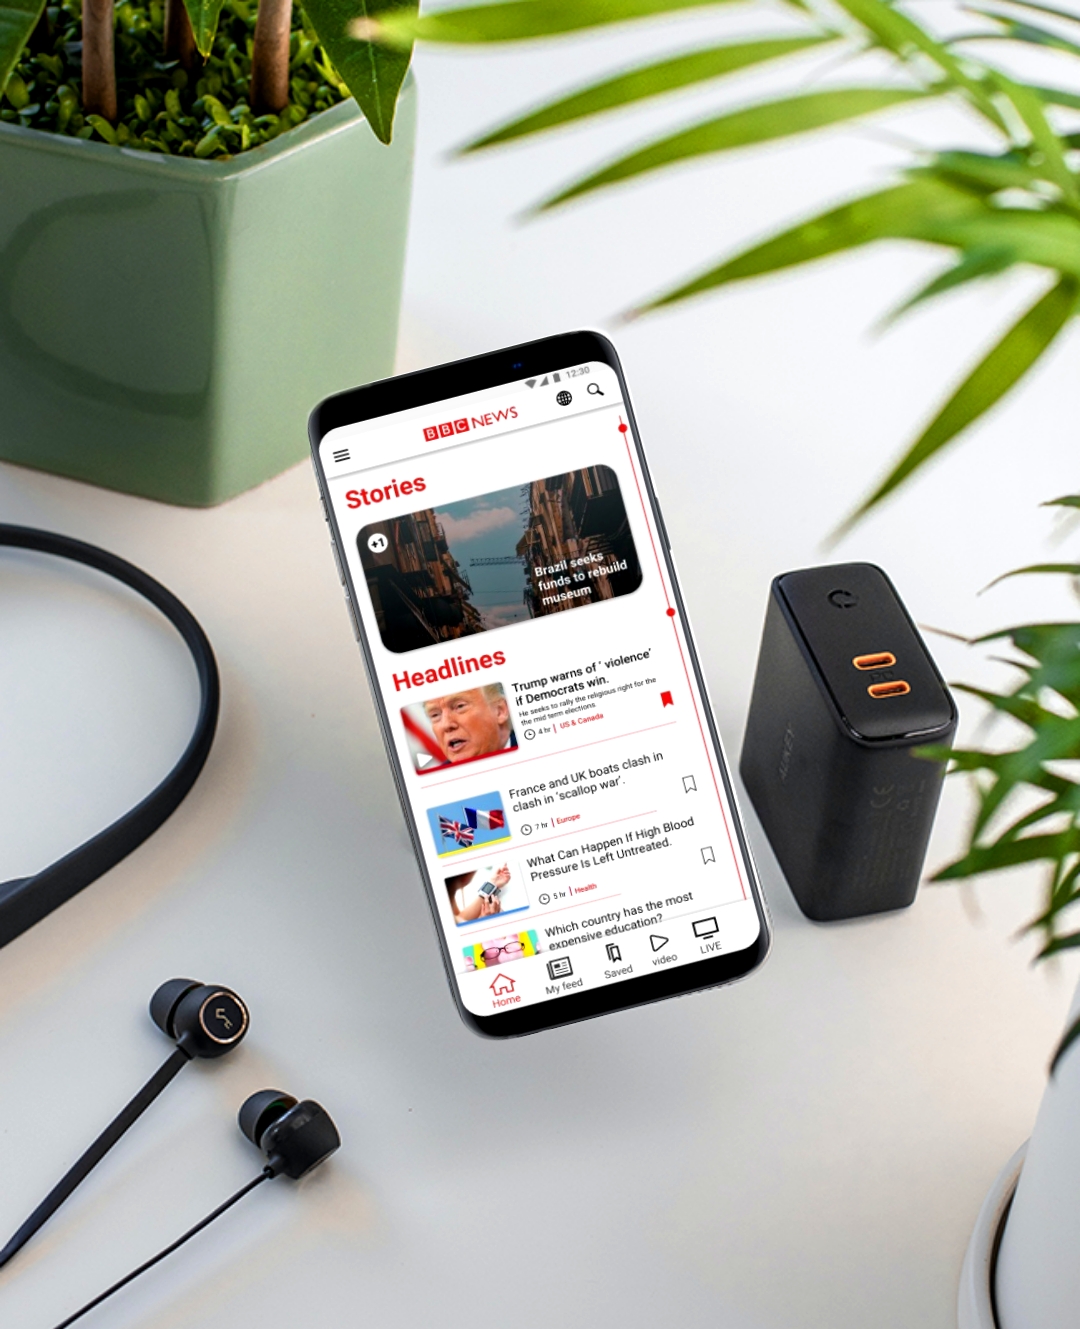 12:30
BBC NEWS
Stories
+1
Brazil seeks
funds to rebuild
museum
Headlines
Trump warns of ‘ violence’
if Democrats win.
He seeks to rally the religious right for the
the mid term elections.
4 hr | US & Canada
France and UK boats clash in
clash in ‘scallop war’.
7 hr | Europe
What Can Happen If High Blood
Pressure Is Left Untreated.
5 hr | Health
Which country has the most
expensive education?
Home
My feed
Saved
video
LIVE
AUKEY
CE